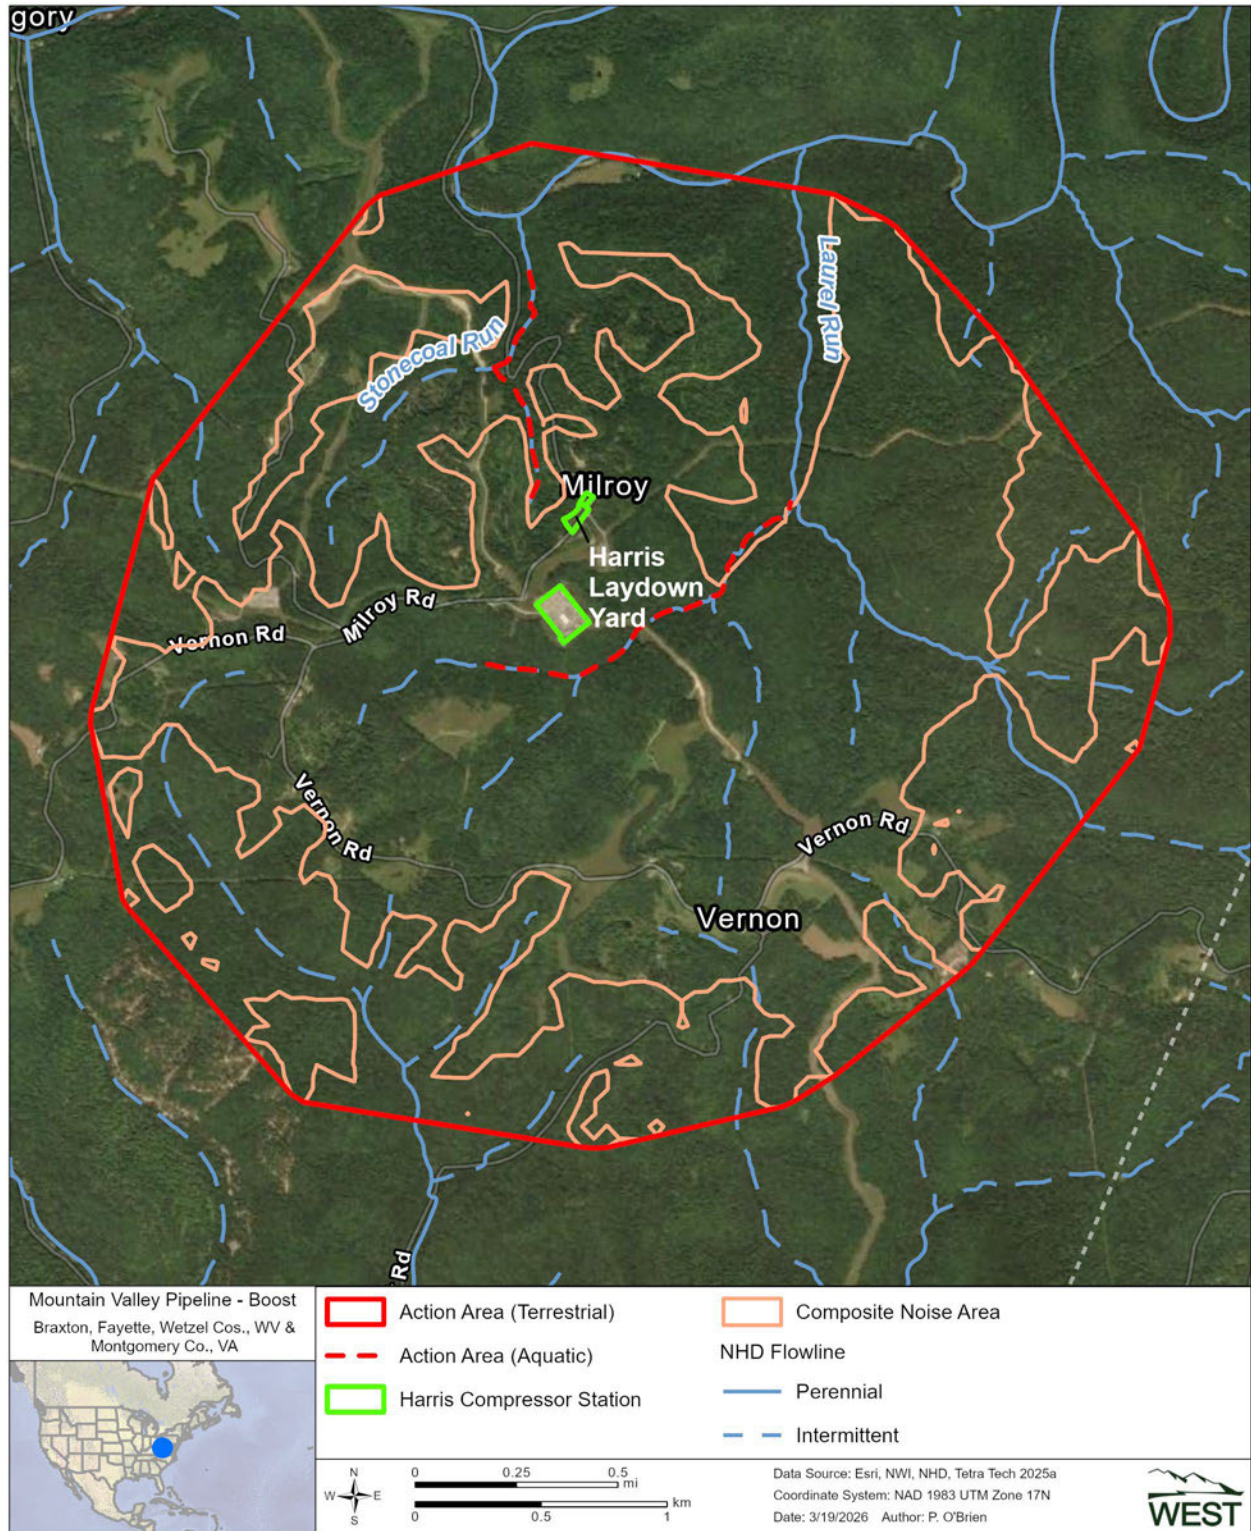 gory
Laurel Run
Stonecoal Run
Milroy
Harris
Laydown
Yard
Milroy Rd
Vernon Rd
Vernon Rd
Vernon Rd
Vernon
Rd
Mountain Valley Pipeline - Boost
Braxton, Fayette, Wetzel Cos., WV &
Montgomery Co., VA
Action Area (Terrestrial)
Action Area (Aquatic)
Harris Compressor Station
Composite Noise Area
NHD Flowline
Perennial
Intermittent
N
W E
S
0 0.25 0.5
mi
km
0 0.5 1
Data Source: Esri, NWI, NHD, Tetra Tech 2025a
Coordinate System: NAD 1983 UTM Zone 17N
Date: 3/19/2026 Author: P. O'Brien
WEST